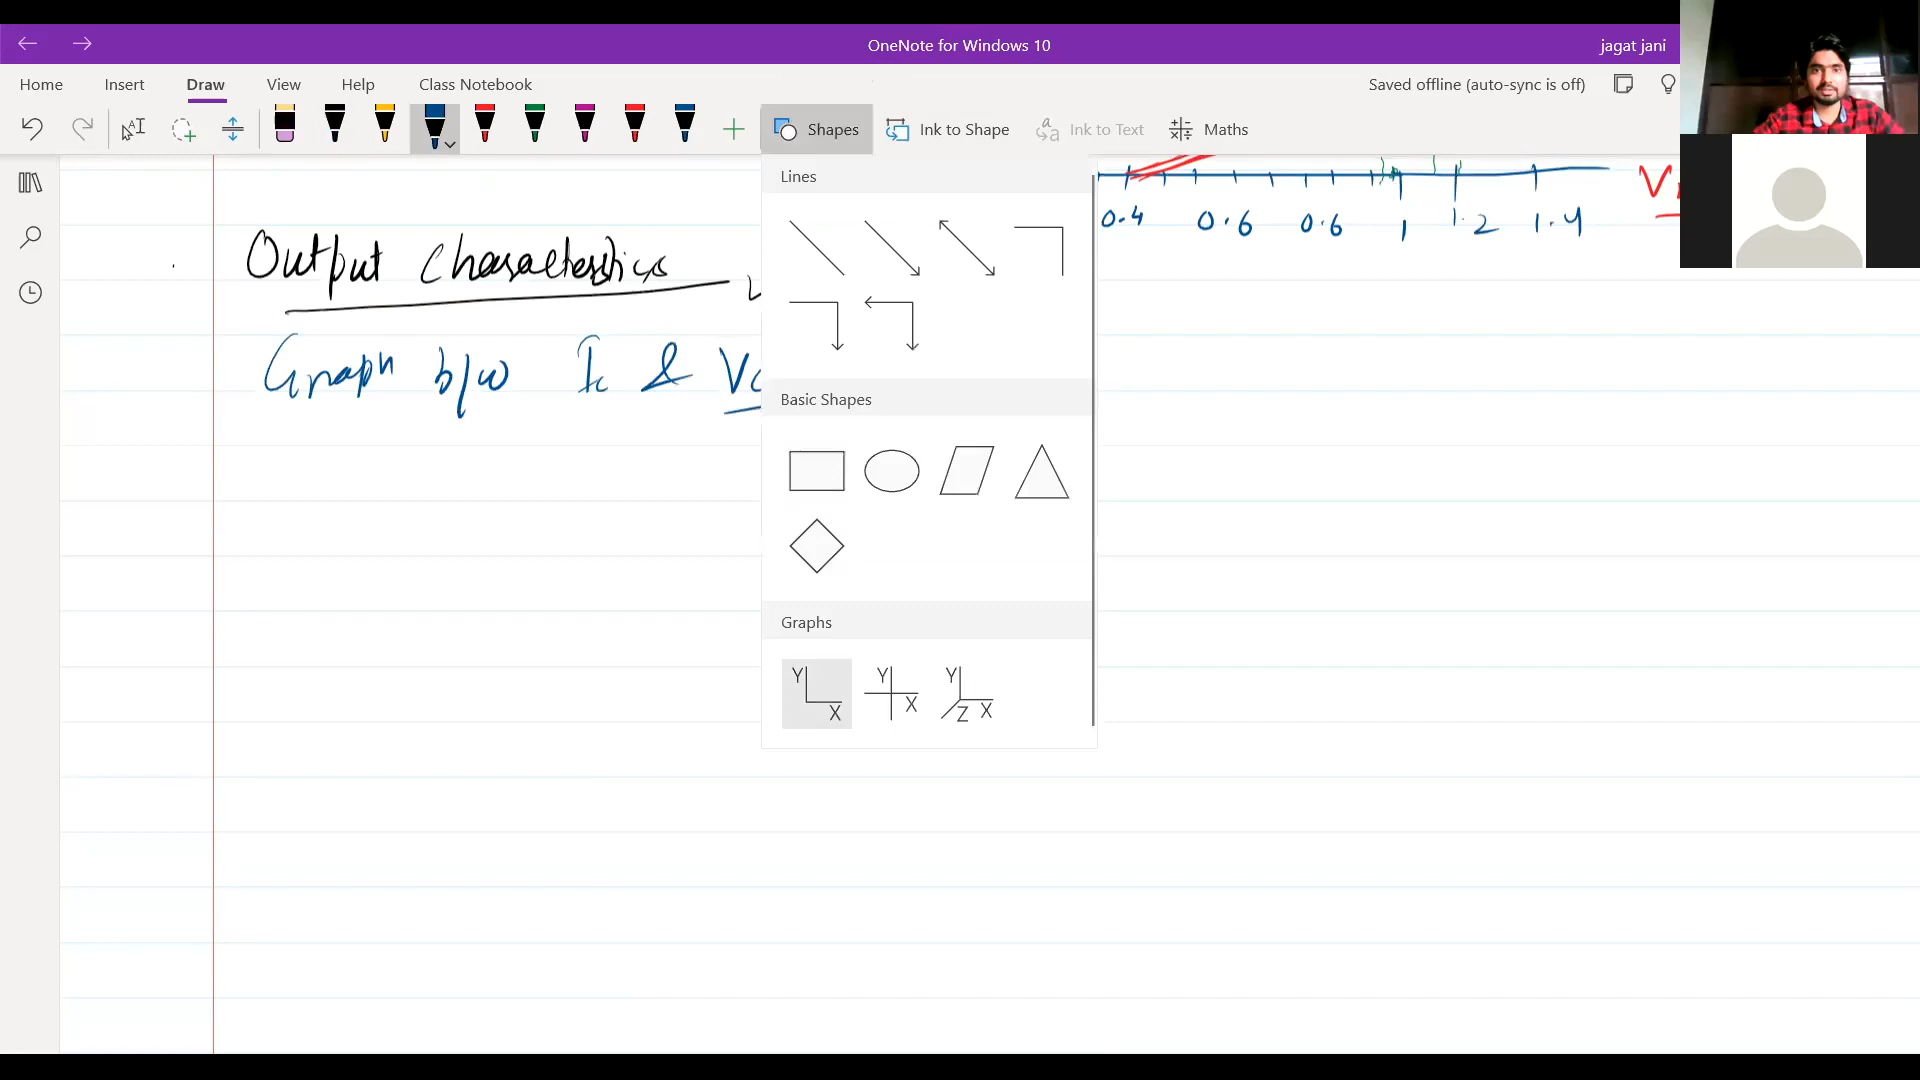 OneNote for Windows 10
jagat jani
Home Insert Draw View Help Class Notebook
Saved offline (auto-sync is off)
Shapes Ink to Shape Ink to Text Maths
Lines
0.4 0.6 0.6 1 1.2 1.4
V
Output Characteristics
Graph b/w Ic & Vc
Basic Shapes
Graphs
Y X
Y X
Y Z X